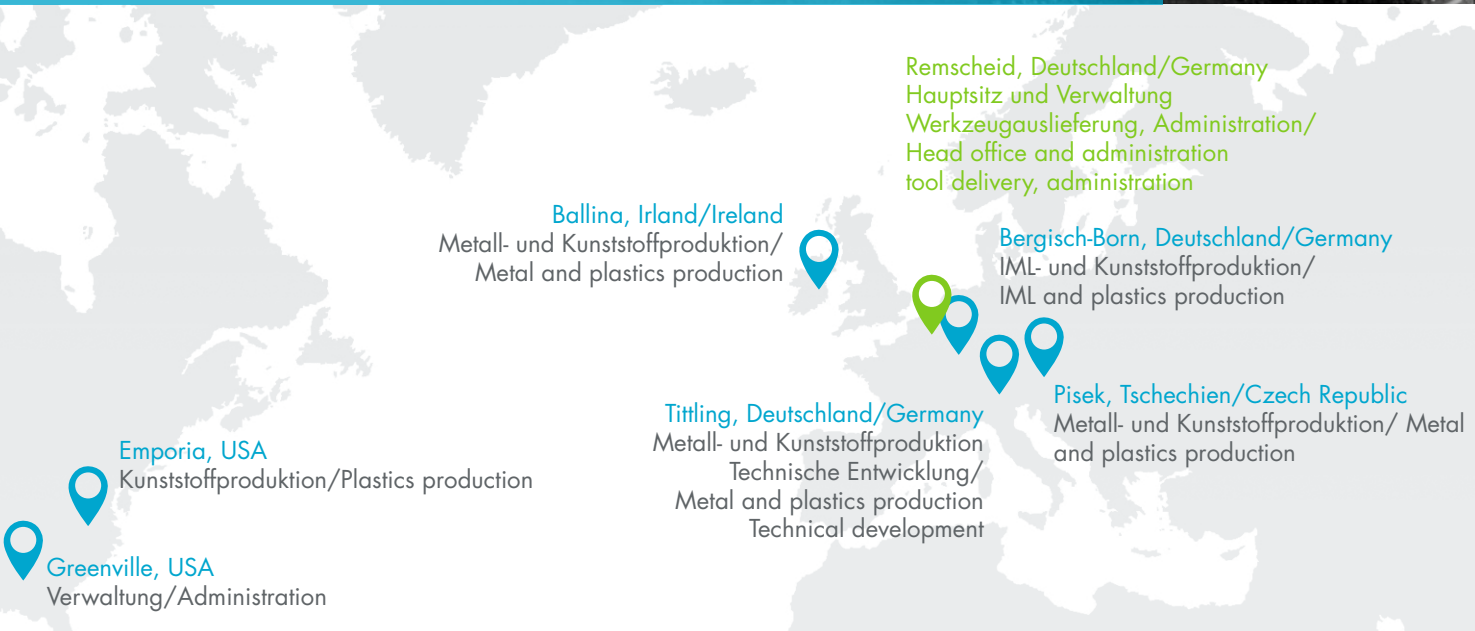 Remscheid, Deutschland/Germany
Hauptsitz und Verwaltung
Werkzeugauslieferung, Administration/
Head office and administration
tool delivery, administration
Ballina, Irland/Ireland
Metall- und Kunststoffproduktion/
Metal and plastics production
Bergisch-Born, Deutschland/Germany
IML- und Kunststoffproduktion/
IML and plastics production
Tittling, Deutschland/Germany
Metall- und Kunststoffproduktion
Technische Entwicklung/
Metal and plastics production
Technical development
Pisek, Tschechien/Czech Republic
Metall- und Kunststoffproduktion/ Metal
and plastics production
Emporia, USA
Kunststoffproduktion/Plastics production
Greenville, USA
Verwaltung/Administration